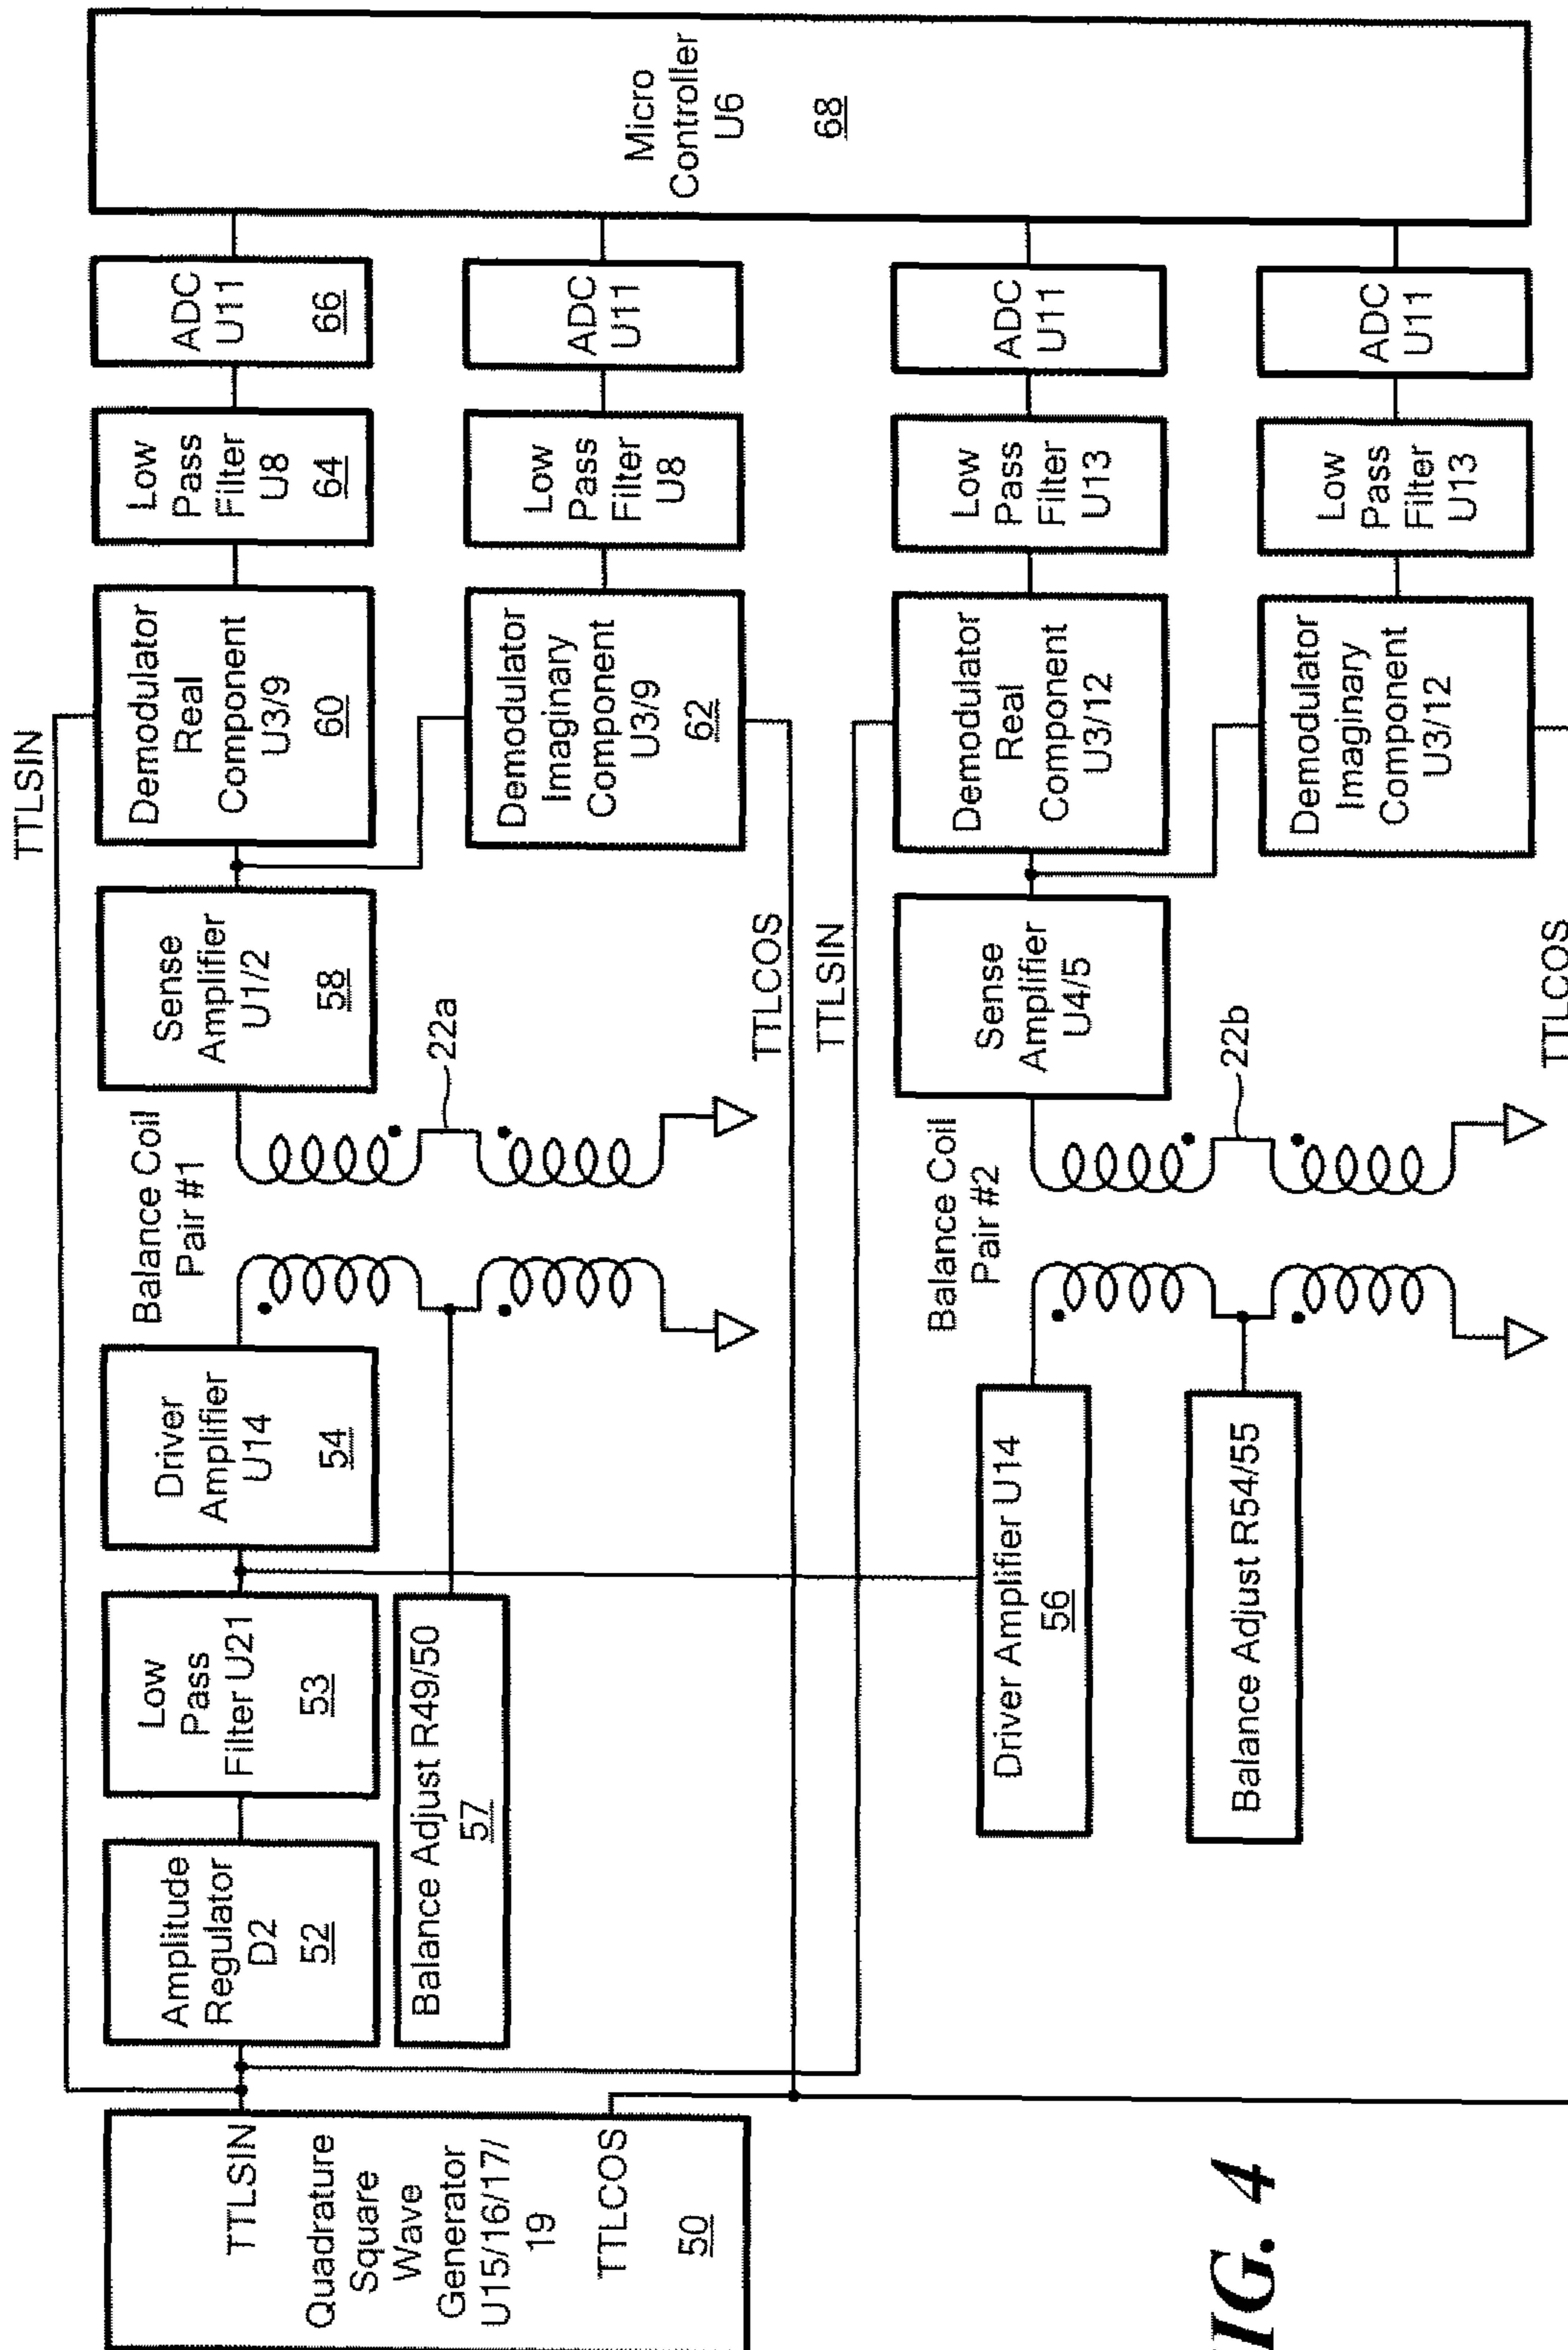 TTLSIN
Quadrature
Square
Wave
Generator
U15/16/17/
19
TTLCOS
50
Amplitude
Regulator
D2
52
Low
Pass
Filter U21
53
Balance Adjust R49/50
57
Driver
Amplifier
U14
54
Balance Coil
Pair #1
22a
Sense
Amplifier
U1/2
58
TTLSIN
Demodulator
Real
Component
U3/9
60
Low
Pass
Filter
U8
64
ADC
U11
66
Demodulator
Imaginary
Component
U3/9
62
Low
Pass
Filter
U8
ADC
U11
TTLCOS
Micro
Controller
U6
68
TTLSIN
Driver Amplifier U14
56
Balance Adjust R54/55
Balance Coil
Pair #2
22b
Sense
Amplifier
U4/5
Demodulator
Real
Component
U3/12
Low
Pass
Filter
U13
ADC
U11
Demodulator
Imaginary
Component
U3/12
Low
Pass
Filter
U13
ADC
U11
TTLCOS
IG. 4